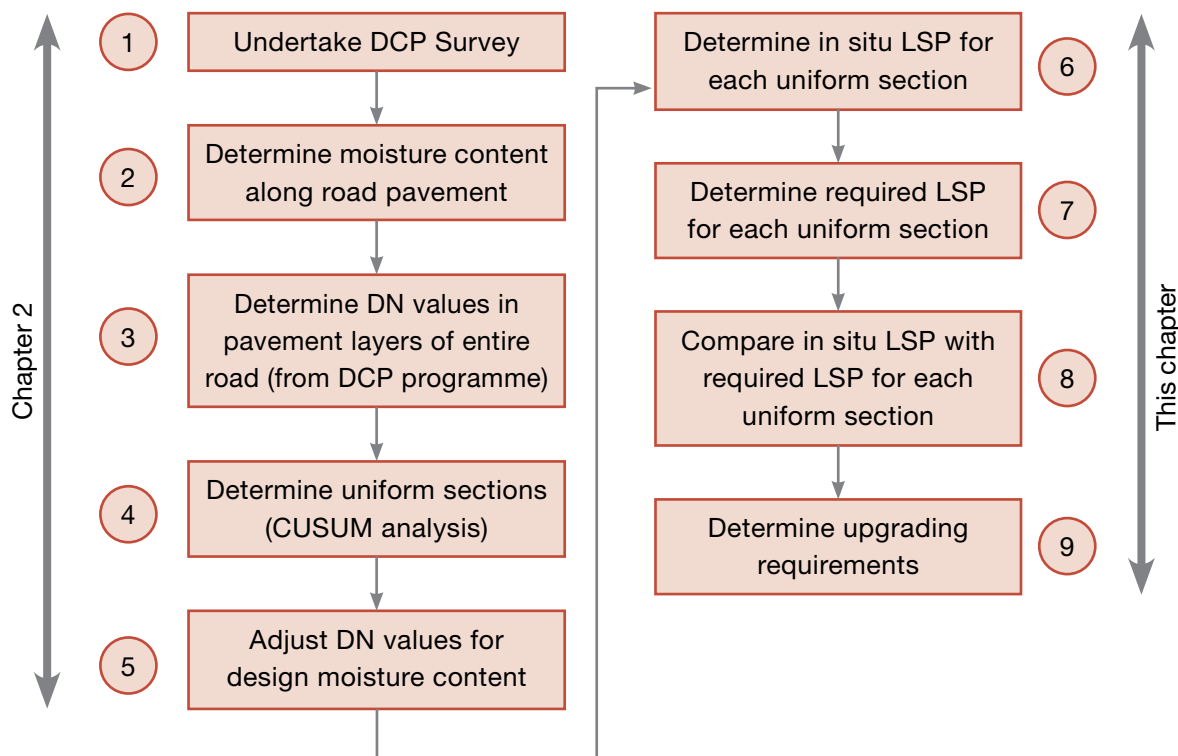 Chapter 2
1
Undertake DCP Survey
2
Determine moisture content
along road pavement
3
Determine DN values in
pavement layers of entire
road (from DCP programme)
4
Determine uniform sections
(CUSUM analysis)
5
Adjust DN values for
design moisture content
Determine in situ LSP for
each uniform section
6
Determine required LSP
for each uniform section
7
Compare in situ LSP with
required LSP for each
uniform section
8
Determine upgrading
requirements
9
This chapter